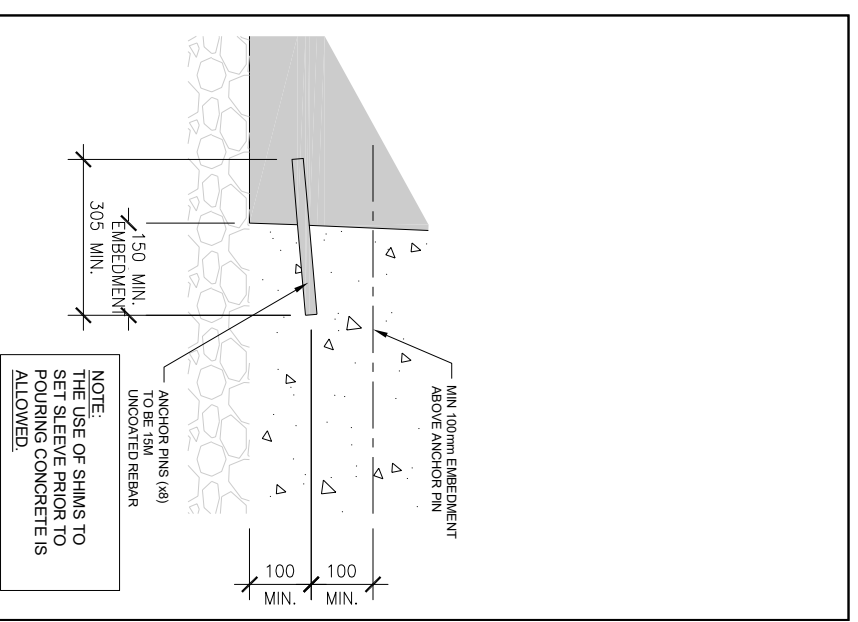 MIN 100mm EMBEDMENT
ABOVE ANCHOR PIN
100
MIN.
100
MIN.
150 MIN.
EMBEDMENT
305 MIN.
ANCHOR PINS (x8)
TO BE 15M
UNCOATED REBAR
NOTE:
THE USE OF SHIMS TO
SET SLEEVE PRIOR TO
POURING CONCRETE IS
ALLOWED.